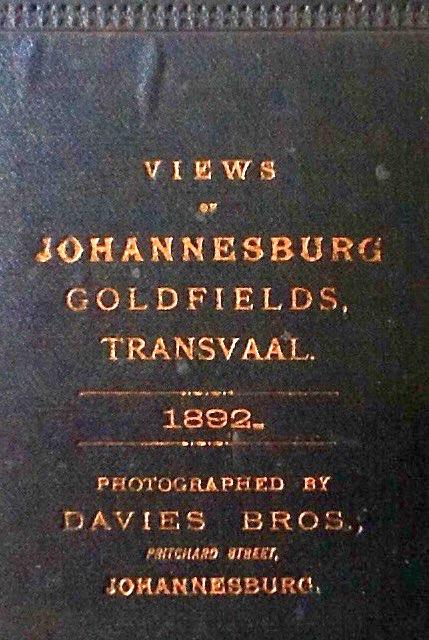 VIEWS
OF
JOHANNESBURG
GOLDFIELDS,
TRANSVAAL.
1892.
PHOTOGRAPHED BY
DAVIES BROS.,
PRITCHARD STREET,
JOHANNESBURG.